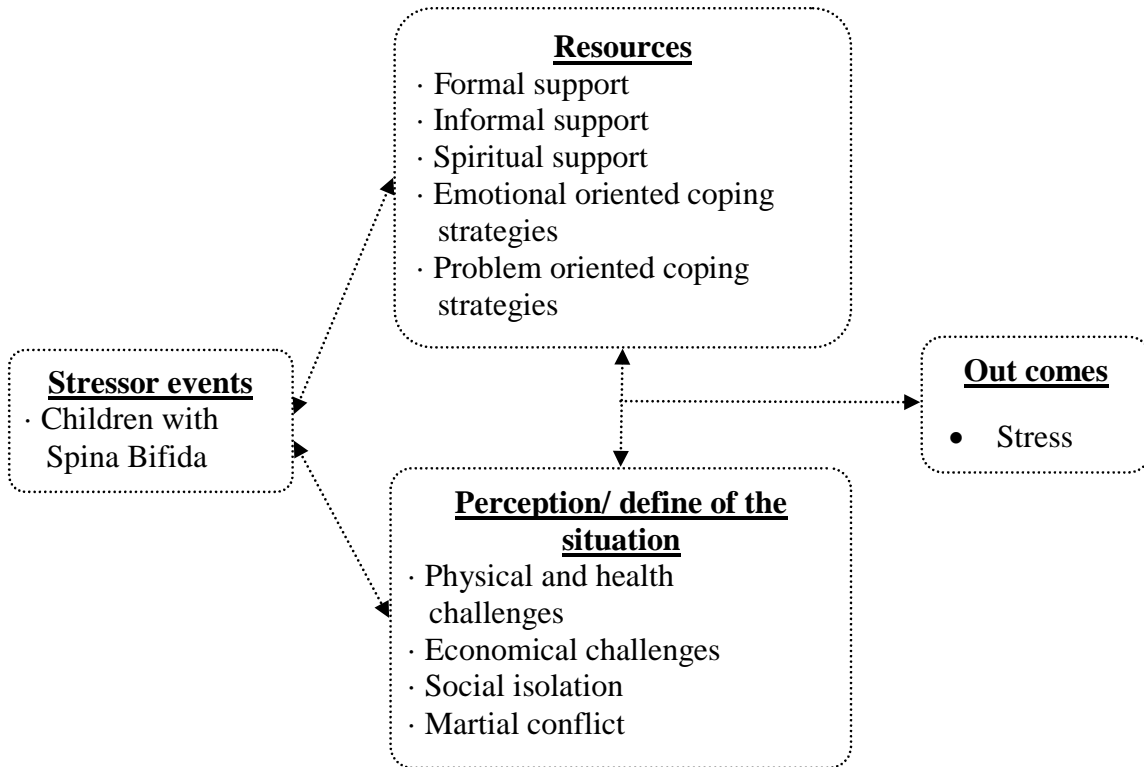 Resources
· Formal support
· Informal support
· Spiritual support
· Emotional oriented coping
strategies
· Problem oriented coping
strategies
Stressor events
· Children with
Spina Bifida
Out comes
• Stress
Perception/ define of the
situation
· Physical and health
challenges
· Economical challenges
· Social isolation
· Martial conflict